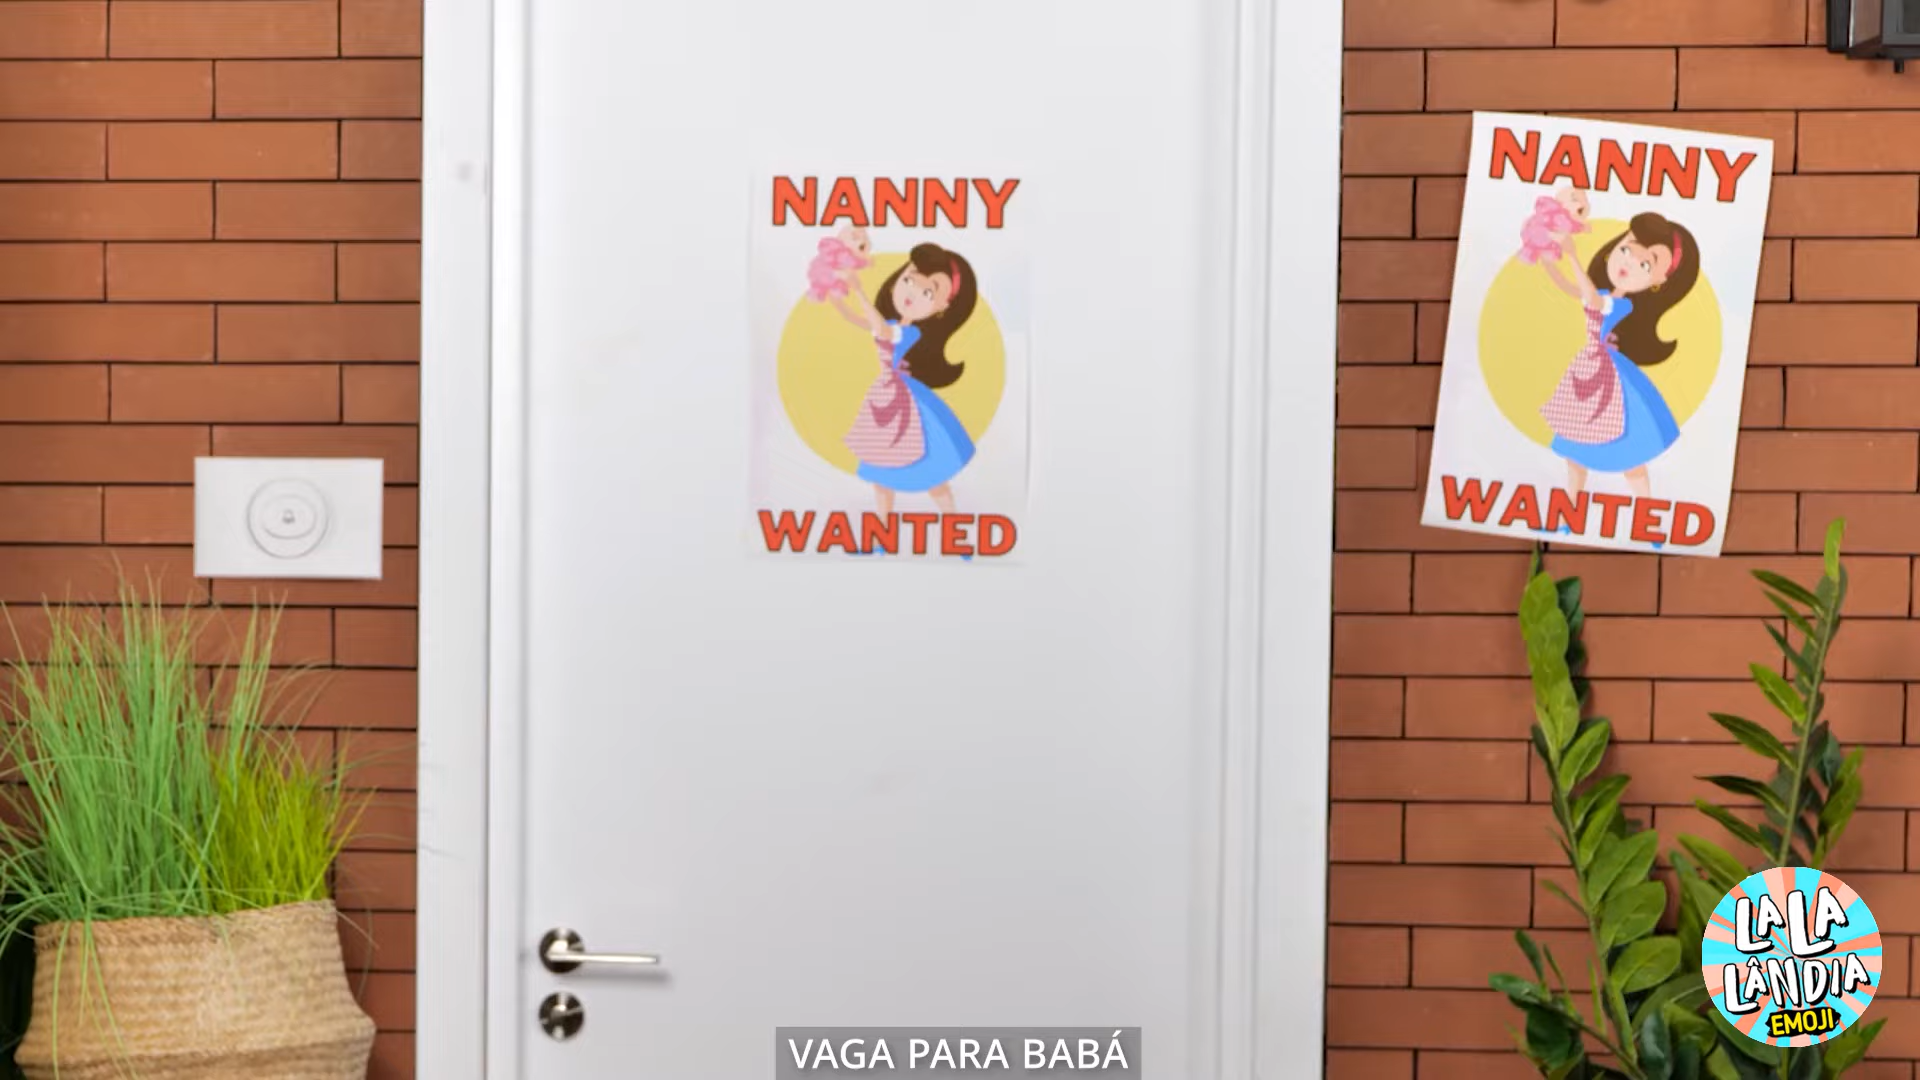 NANNY
WANTED
NANNY
WANTED
LA LA
LÂNDIA
EMOJI
VAGA PARA BABÁ